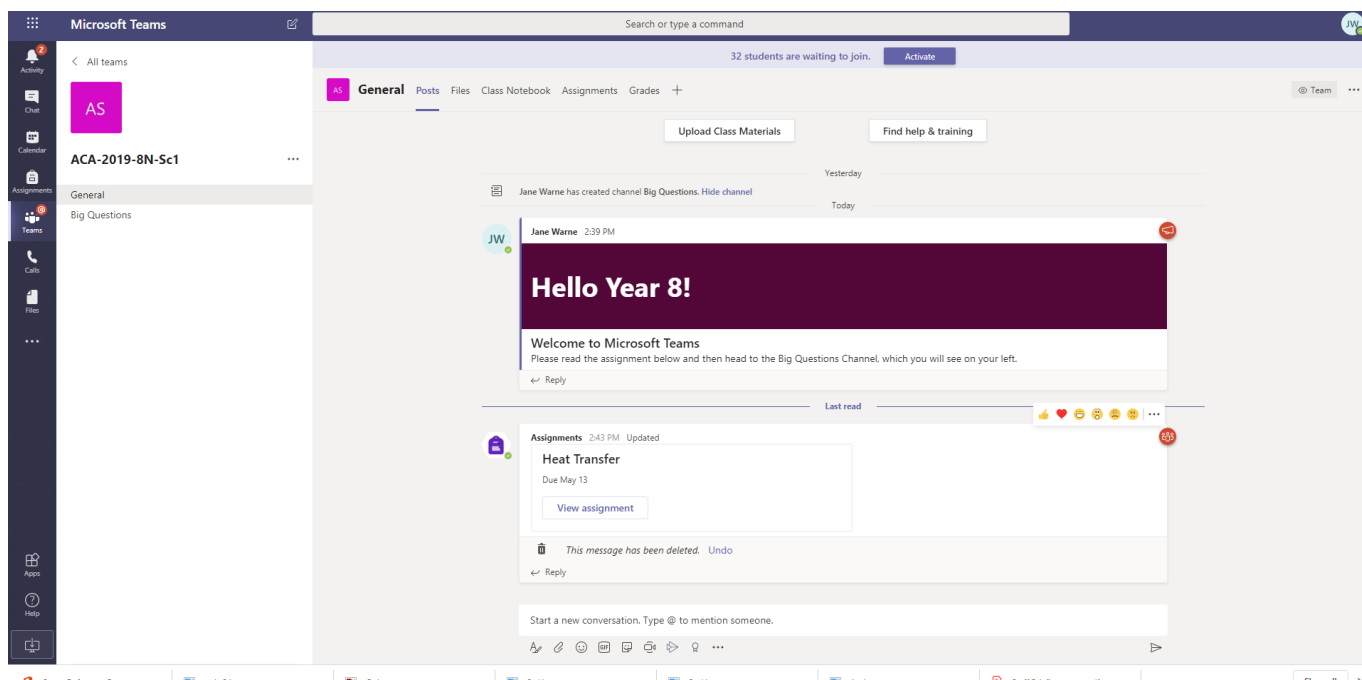 Microsoft Teams
Search or type a command
JW
2
Activity
Chat
Calendar
Assignments
Teams
Calls
Files
Apps
Help
All teams
AS
ACA-2019-8N-Sc1
General
Big Questions
32 students are waiting to join. Activate
AS General Posts Files Class Notebook Assignments Grades
Team
Upload Class Materials Find help & training
Yesterday
Jane Warne has created channel Big Questions. Hide channel
Today
JW
Jane Warne 2:39 PM
Hello Year 8!
Welcome to Microsoft Teams
Please read the assignment below and then head to the Big Questions Channel, which you will see on your left.
Reply
Last read
Assignments 2:43 PM Updated
Heat Transfer
Due May 13
View assignment
This message has been deleted. Undo
Reply
Start a new conversation. Type @ to mention someone.
GIF